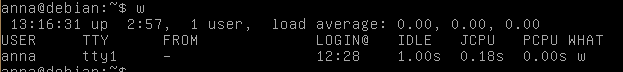 anna@debian:~$ w
 13:16:31 up  2:57,  1 user,  load average: 0.00, 0.00, 0.00
USER     TTY      FROM             LOGIN@   IDLE   JCPU   PCPU WHAT
anna     tty1     -                12:28    1.00s  0.18s  0.00s w
anna@debian:~$